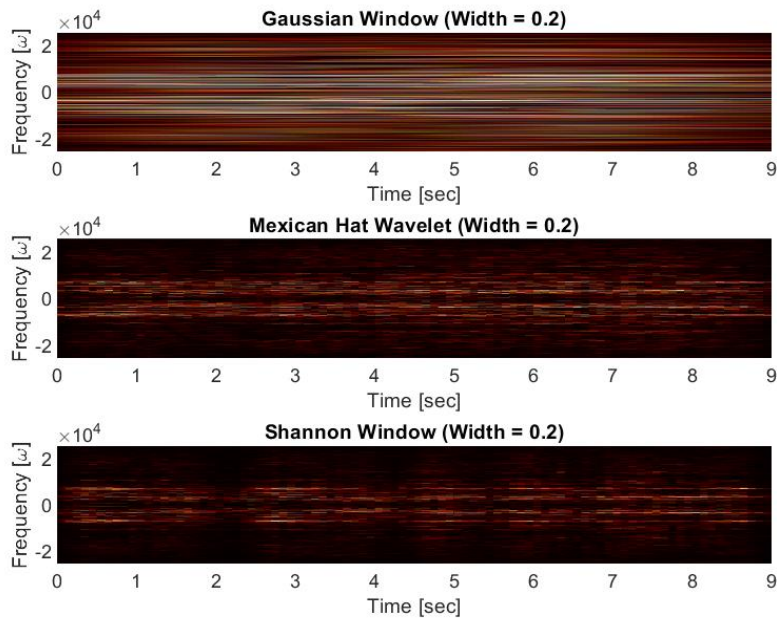 Gaussian Window (Width = 0.2)
×10⁴
2
0
-2
Frequency [ω]
0 1 2 3 4 5 6 7 8 9
Time [sec]
Mexican Hat Wavelet (Width = 0.2)
×10⁴
2
0
-2
Frequency [ω]
0 1 2 3 4 5 6 7 8 9
Time [sec]
Shannon Window (Width = 0.2)
×10⁴
2
0
-2
Frequency [ω]
0 1 2 3 4 5 6 7 8 9
Time [sec]